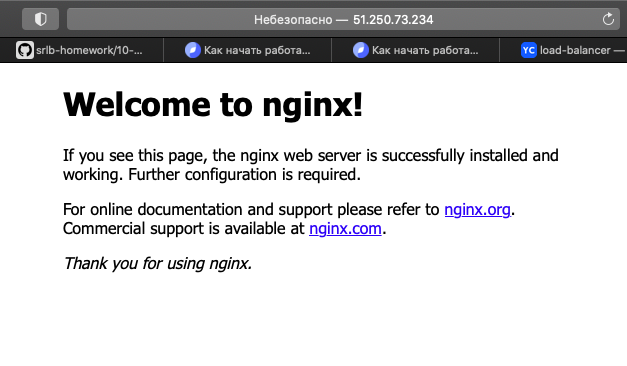 Небезопасно — 51.250.73.234
srlb-homework/10-...
Как начать работа...
Как начать работа...
YC load-balancer —
Welcome to nginx!
If you see this page, the nginx web server is successfully installed and
working. Further configuration is required.
For online documentation and support please refer to nginx.org.
Commercial support is available at nginx.com.
Thank you for using nginx.